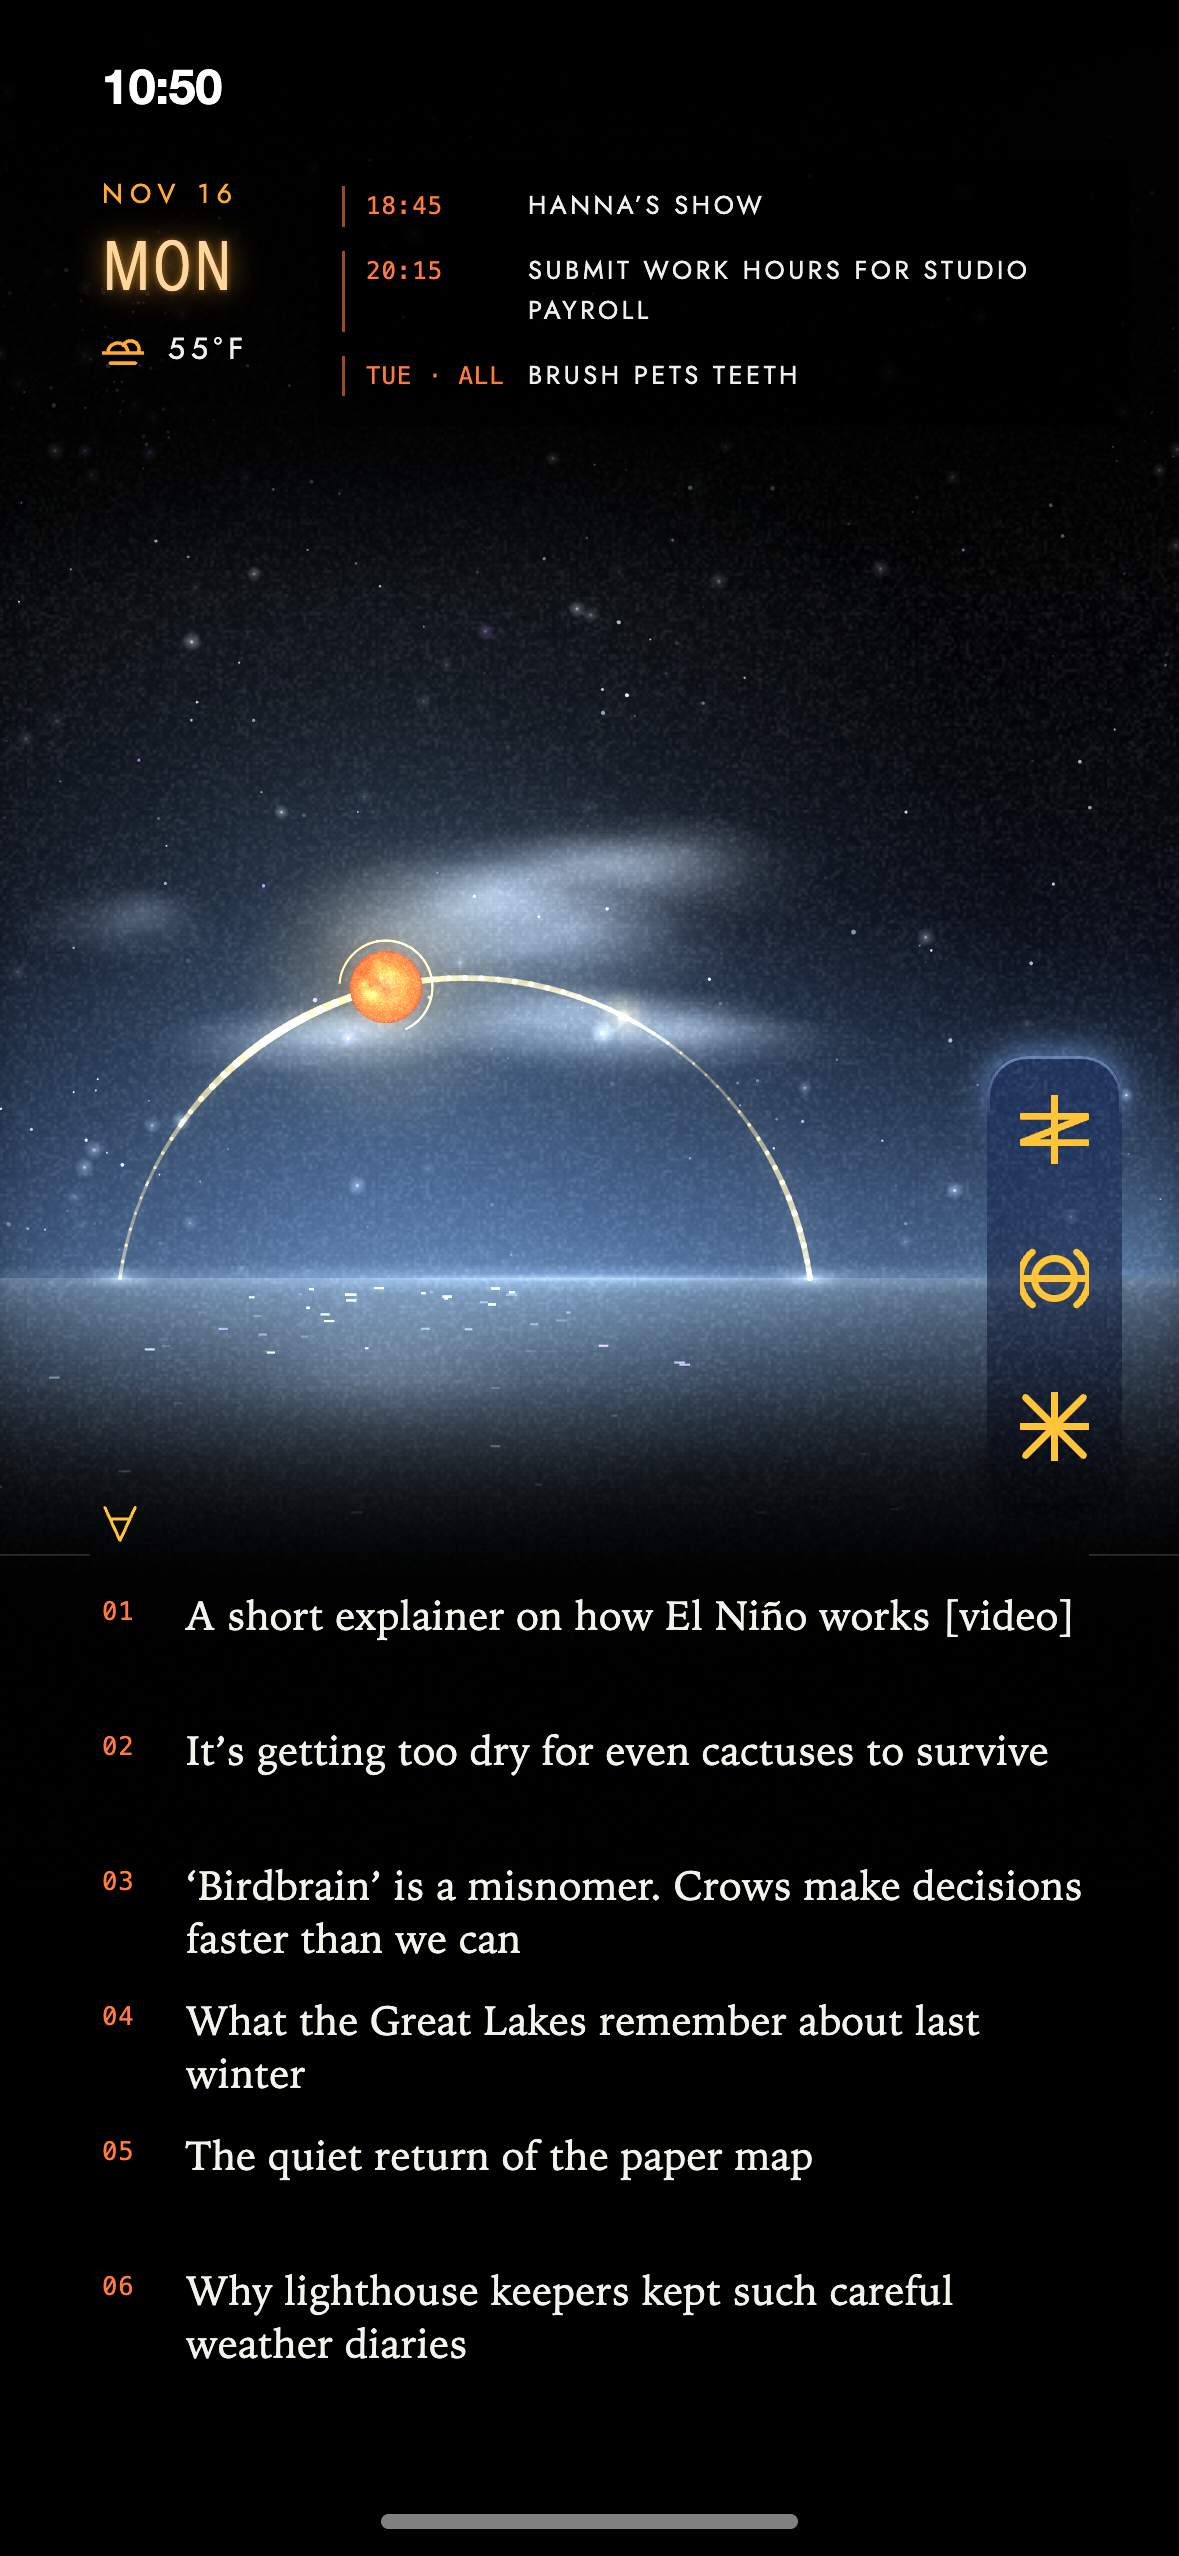 10:50
NOV 16
MON
55°F
18:45 HANNA’S SHOW
20:15 SUBMIT WORK HOURS FOR STUDIO
PAYROLL
TUE · ALL BRUSH PETS TEETH
∀
01 A short explainer on how El Niño works [video]
02 It’s getting too dry for even cactuses to survive
03 ‘Birdbrain’ is a misnomer. Crows make decisions
faster than we can
04 What the Great Lakes remember about last
winter
05 The quiet return of the paper map
06 Why lighthouse keepers kept such careful
weather diaries